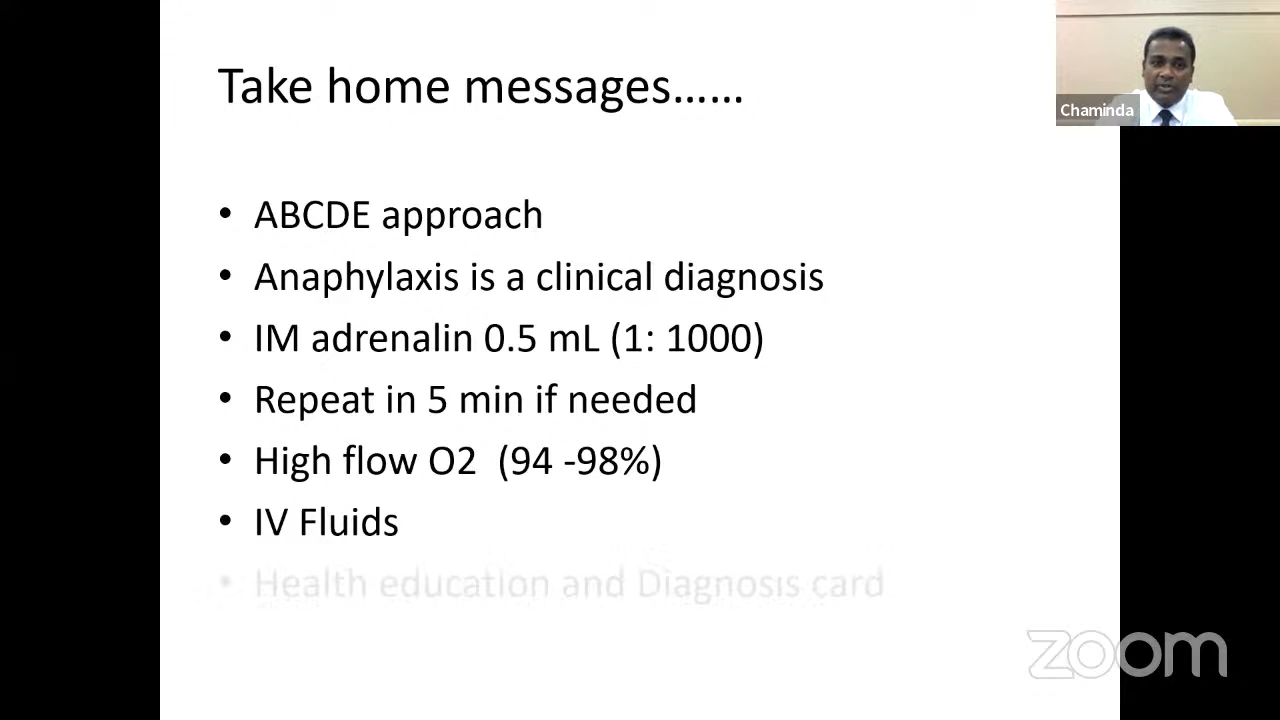 Take home messages......
Chaminda
• ABCDE approach
• Anaphylaxis is a clinical diagnosis
• IM adrenalin 0.5 mL (1: 1000)
• Repeat in 5 min if needed
• High flow O2 (94 -98%)
• IV Fluids
• Health education and Diagnosis card
zoom